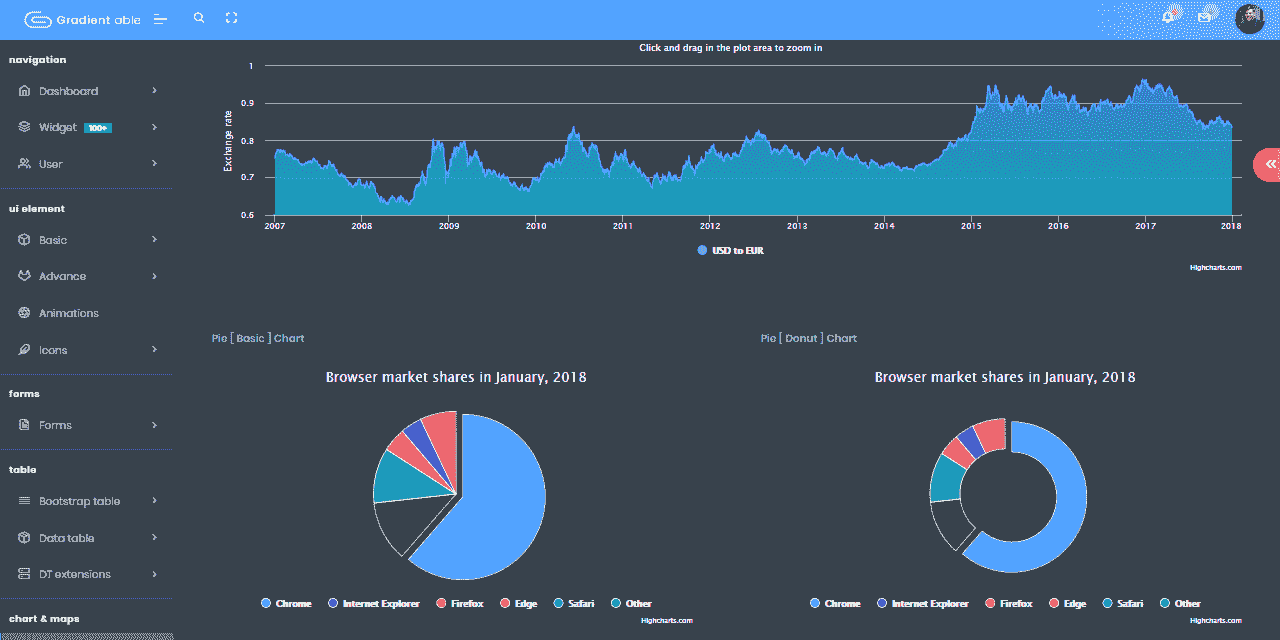 Gradient able
navigation
Dashboard
Widget 100+
User
ui element
Basic
Advance
Animations
Icons
forms
Forms
table
Bootstrap table
Data table
DT extensions
chart & maps
Click and drag in the plot area to zoom in
Exchange rate
1
0.9
0.8
0.7
0.6
2007 2008 2009 2010 2011 2012 2013 2014 2015 2016 2017 2018
USD to EUR
Highcharts.com
Pie [ Basic ] Chart
Browser market shares in January, 2018
Chrome Internet Explorer Firefox Edge Safari Other
Highcharts.com
Pie [ Donut ] Chart
Browser market shares in January, 2018
Chrome Internet Explorer Firefox Edge Safari Other
Highcharts.com